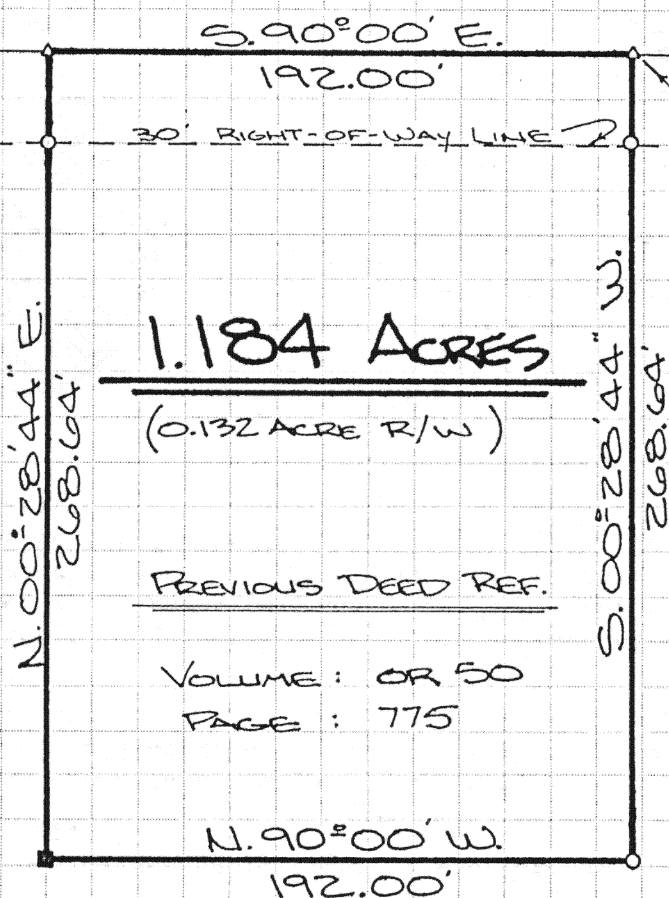 S. 90°00' E.
192.00'
30' RIGHT-OF-WAY LINE
1.184 ACRES
(0.132 ACRE R/W)
N. 00°28'44" E.
268.64'
S. 00°28'44" W.
268.64'
PREVIOUS DEED REF.
VOLUME : OR 50
PAGE : 775
N. 90°00' W.
192.00'